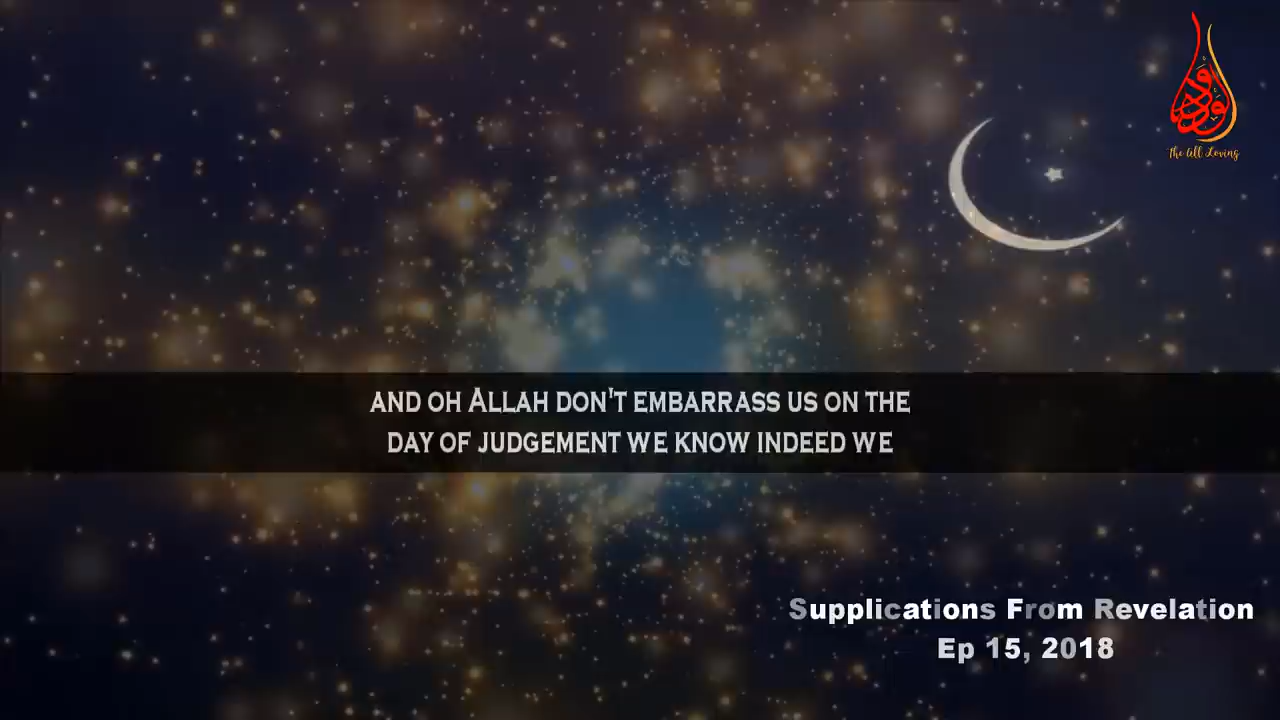 الودود
The All Loving
AND OH ALLAH DON'T EMBARRASS US ON THE
DAY OF JUDGEMENT WE KNOW INDEED WE
Supplications From Revelation
Ep 15, 2018